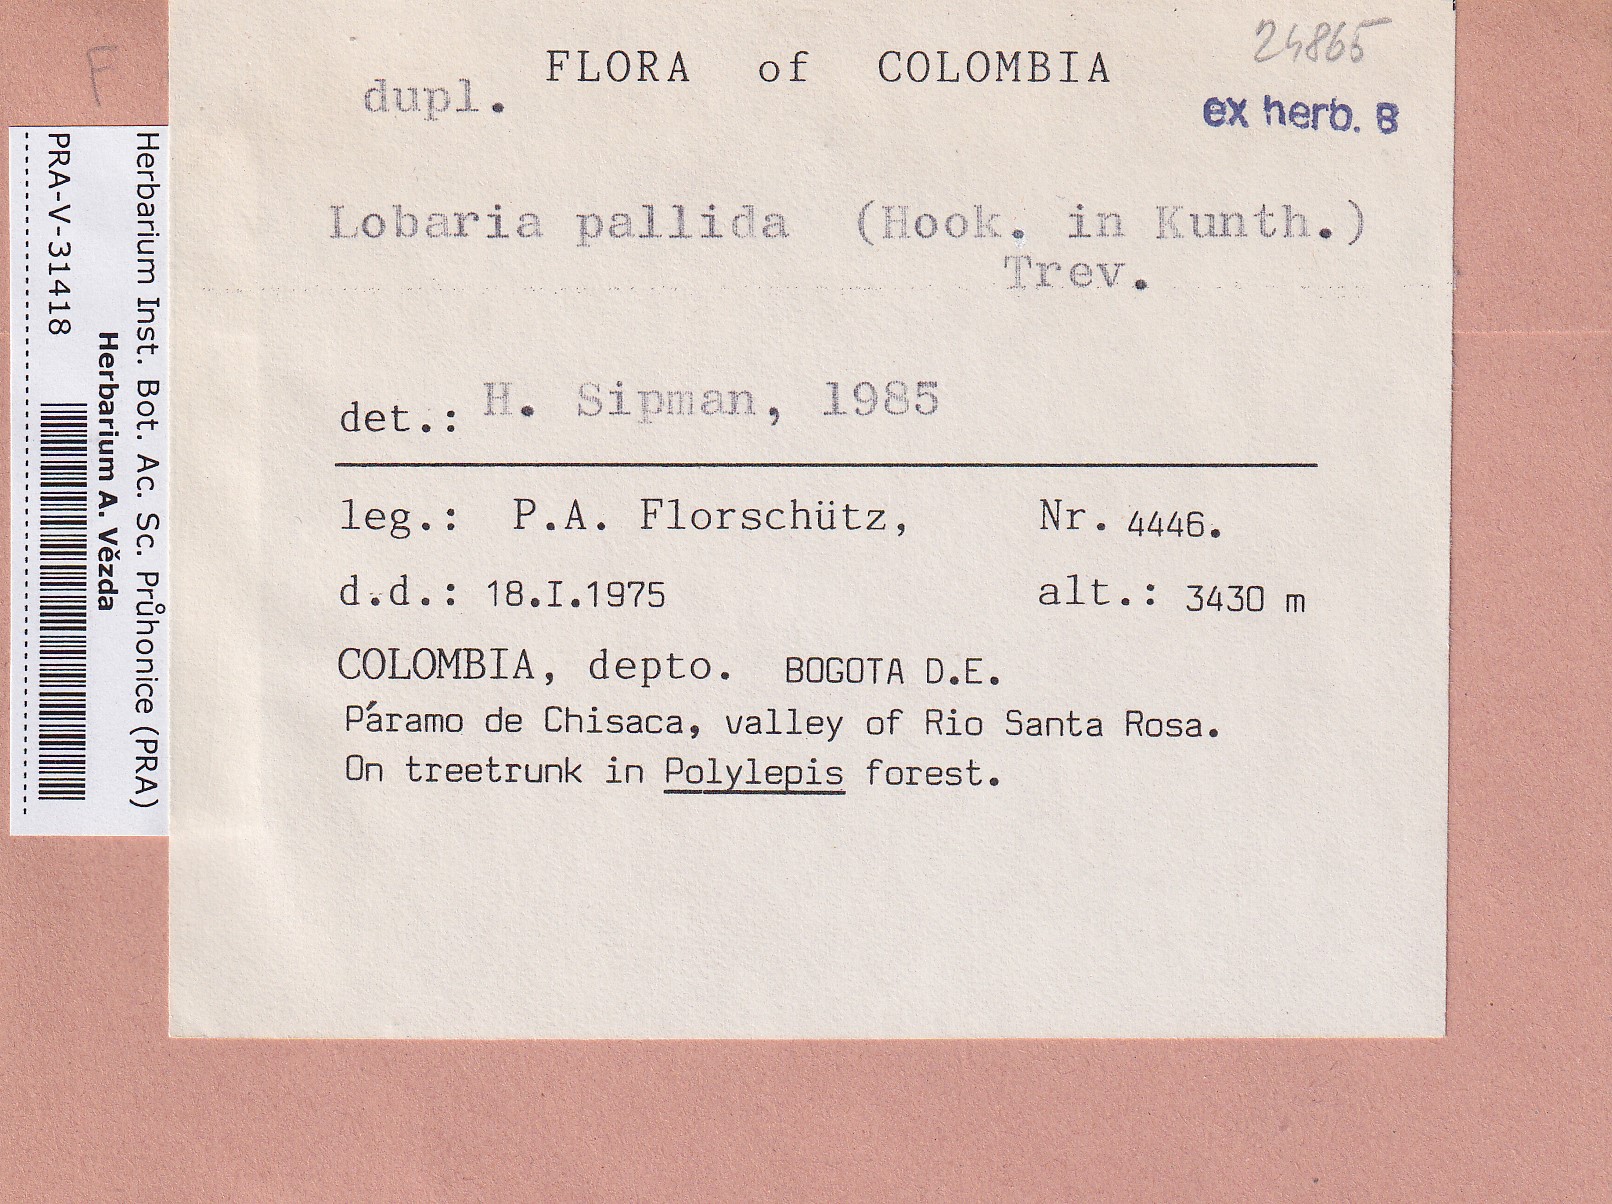 F
Herbarium Inst. Bot. Ac. Sc. Průhonice (PRA)
Herbarium A. Vězda
PRA-V-31418
24865
FLORA of COLOMBIA
dupl.
ex herb. B
Lobaria pallida (Hook. in Kunth.)
Trev.
det.: H. Sipman, 1985
leg.: P.A. Florschütz, Nr. 4446.
d.d.: 18.I.1975 alt.: 3430 m
COLOMBIA, depto. BOGOTA D.E.
Páramo de Chisaca, valley of Rio Santa Rosa.
On treetrunk in Polylepis forest.